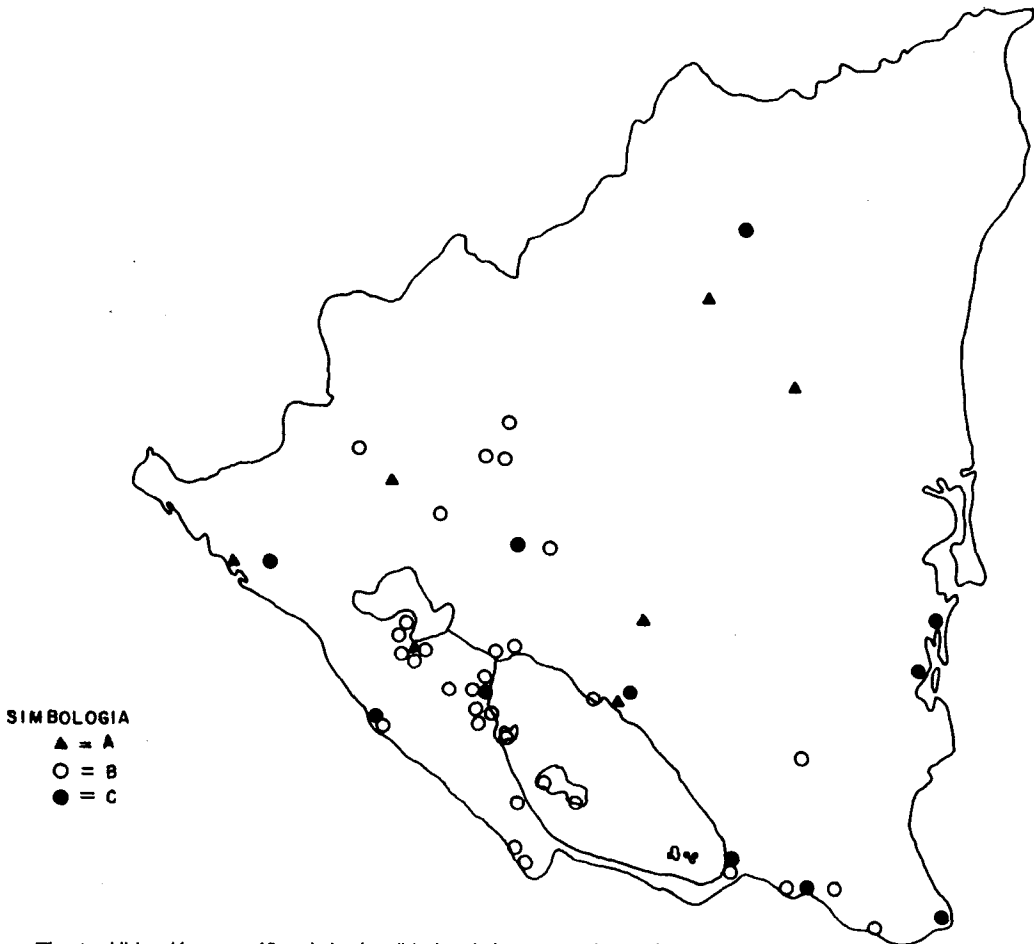 SIMBOLOGIA
▲ = A
○ = B
● = C